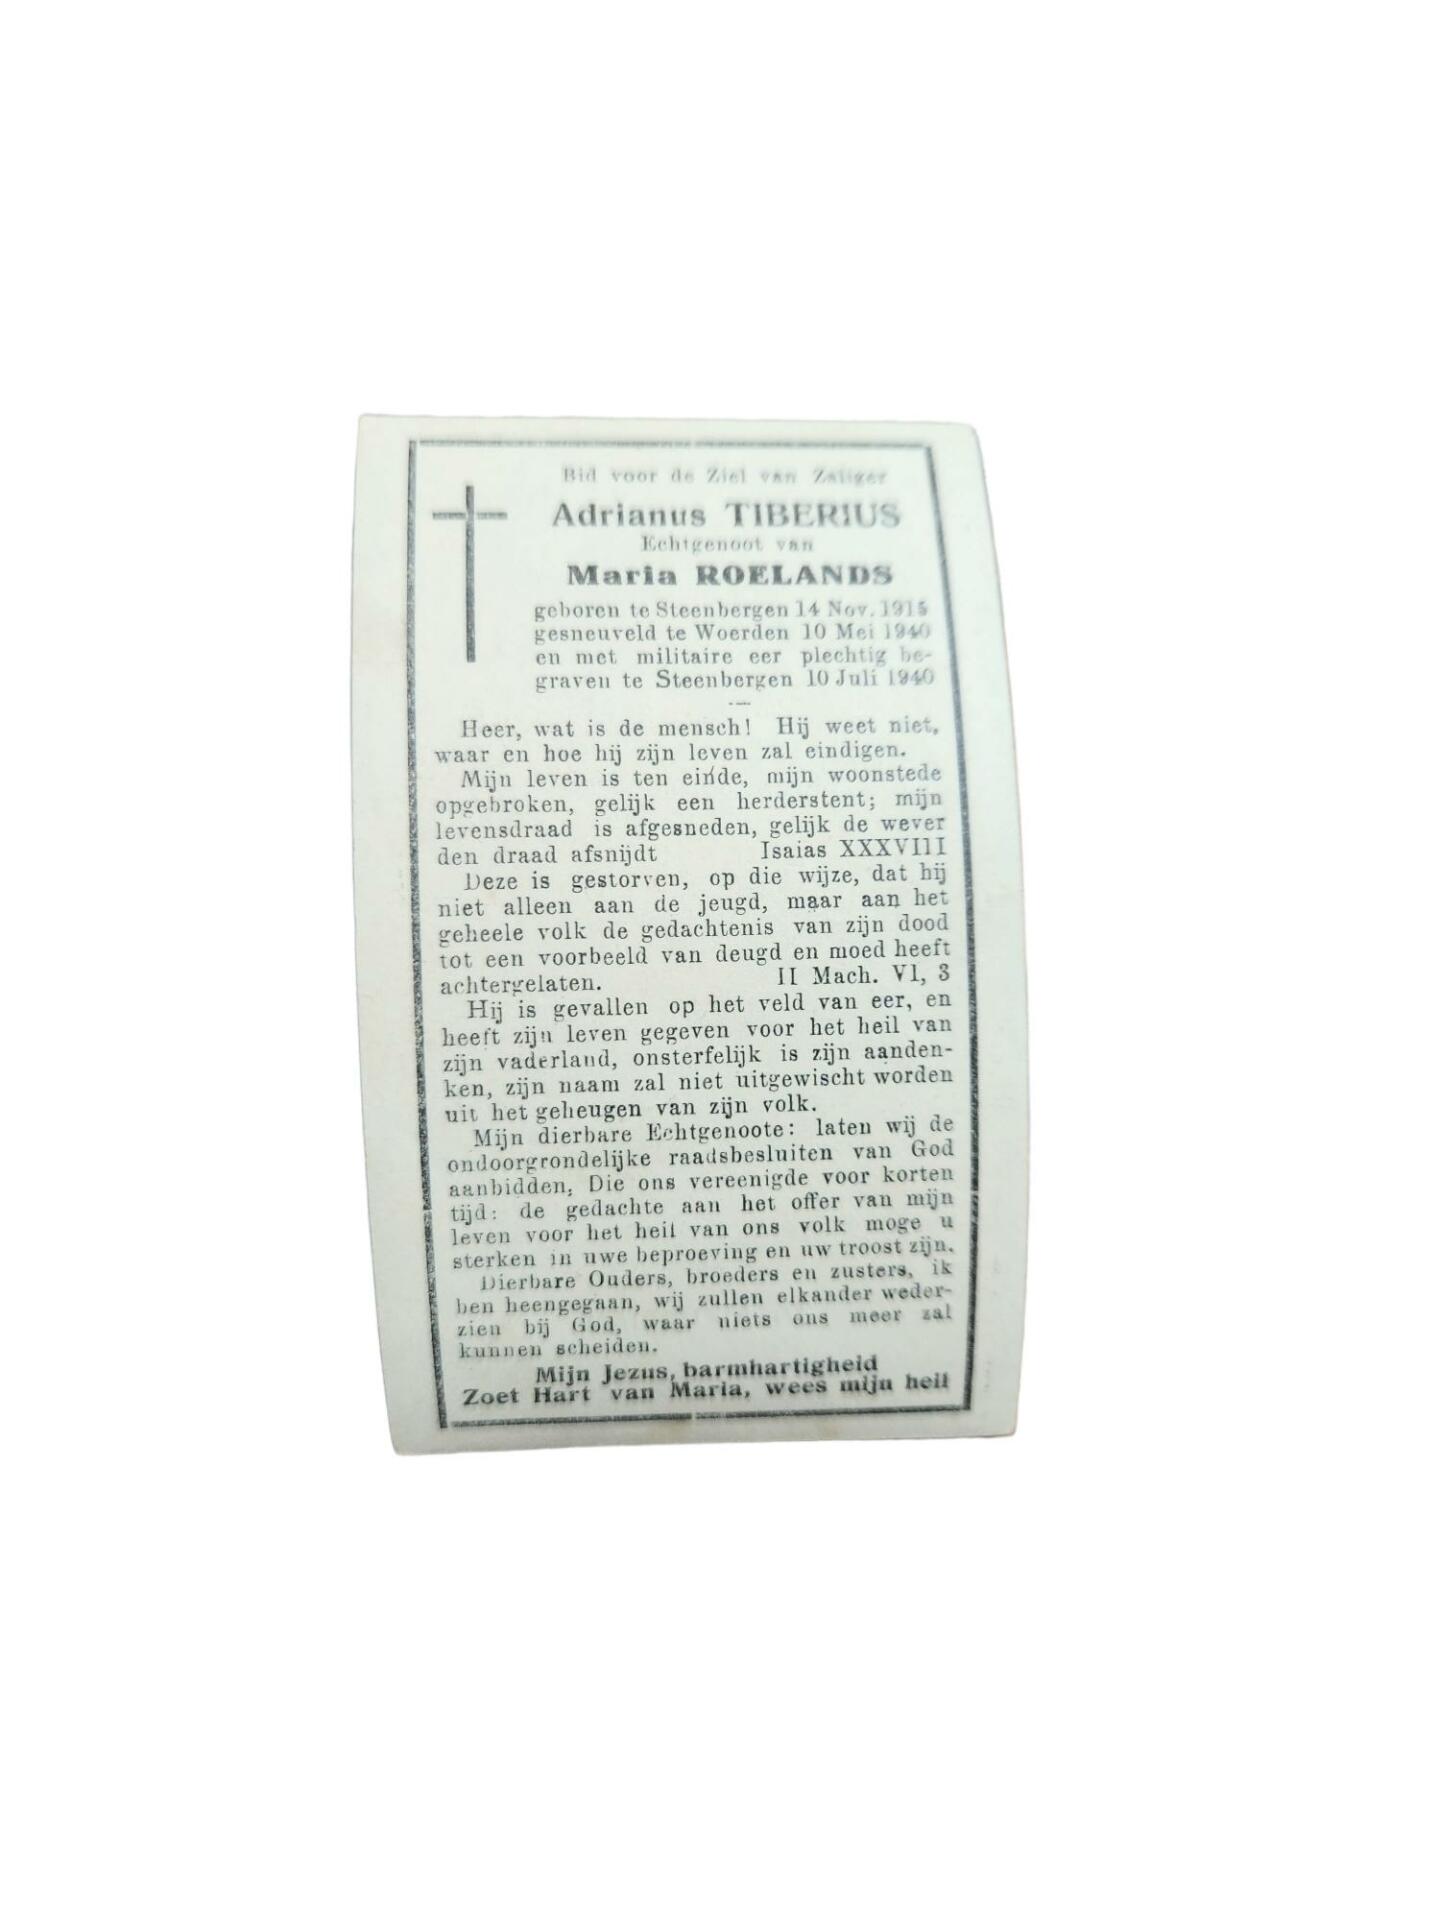 Bid voor de Ziel van Zaliger
Adrianus TIBERIUS
Echtgenoot van
Maria ROELANDS
geboren te Steenbergen 14 Nov. 1915
gesneuveld te Woerden 10 Mei 1940
en met militaire eer plechtig be-
graven te Steenbergen 10 Juli 1940
Heer, wat is de mensch! Hij weet niet,
waar en hoe hij zijn leven zal eindigen.
Mijn leven is ten einde, mijn woonstede
opgebroken, gelijk een herderstent; mijn
levensdraad is afgesneden, gelijk de wever
den draad afsnijdt Isaias XXXVIII
Deze is gestorven, op die wijze, dat hij
niet alleen aan de jeugd, maar aan het
geheele volk de gedachtenis van zijn dood
tot een voorbeeld van deugd en moed heeft
achtergelaten. II Mach. VI, 3
Hij is gevallen op het veld van eer, en
heeft zijn leven gegeven voor het heil van
zijn vaderland, onsterfelijk is zijn aanden-
ken, zijn naam zal niet uitgewischt worden
uit het geheugen van zijn volk.
Mijn dierbare Echtgenoote: laten wij de
ondoorgrondelijke raadsbesluiten van God
aanbidden, Die ons vereenigde voor korten
tijd: de gedachte aan het offer van mijn
leven voor het heil van ons volk moge u
sterken in uwe beproeving en uw troost zijn.
Dierbare Ouders, broeders en zusters, ik
ben heengegaan, wij zullen elkander weder-
zien bij God, waar niets ons meer zal
kunnen scheiden.
Mijn Jezus, barmhartigheid
Zoet Hart van Maria, wees mijn heil